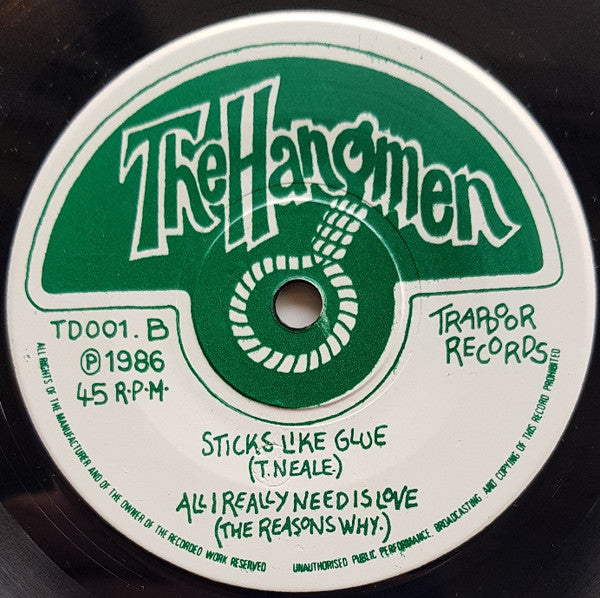 The Hangmen
TD001. B
℗ 1986
45 R.P.M.
TRAPDOOR
RECORDS
STICKS LIKE GLUE
(T. NEALE)
ALL I REALLY NEED IS LOVE
(THE REASONS WHY.)
ALL RIGHTS OF THE MANUFACTURER AND OF THE OWNER OF THE RECORDED WORK RESERVED
UNAUTHORISED PUBLIC PERFORMANCE, BROADCASTING AND COPYING OF THIS RECORD PROHIBITED